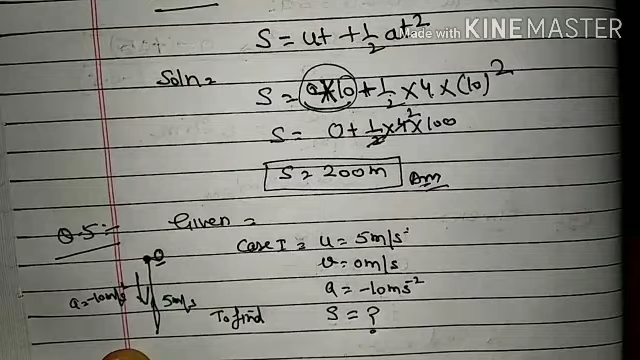 S = ut + 1/2 at²
Made with KINEMASTER
Soln =
S = 0×10 + 1/2 × 4 × (10)²
S = 0 + 1/2 × 4² × 100
S = 200m Ans
Q-5 =
Given =
Case I = u = 5m/s
v = 0m/s
a = -10ms⁻²
a = -10m/s²
5m/s
To find S = ?